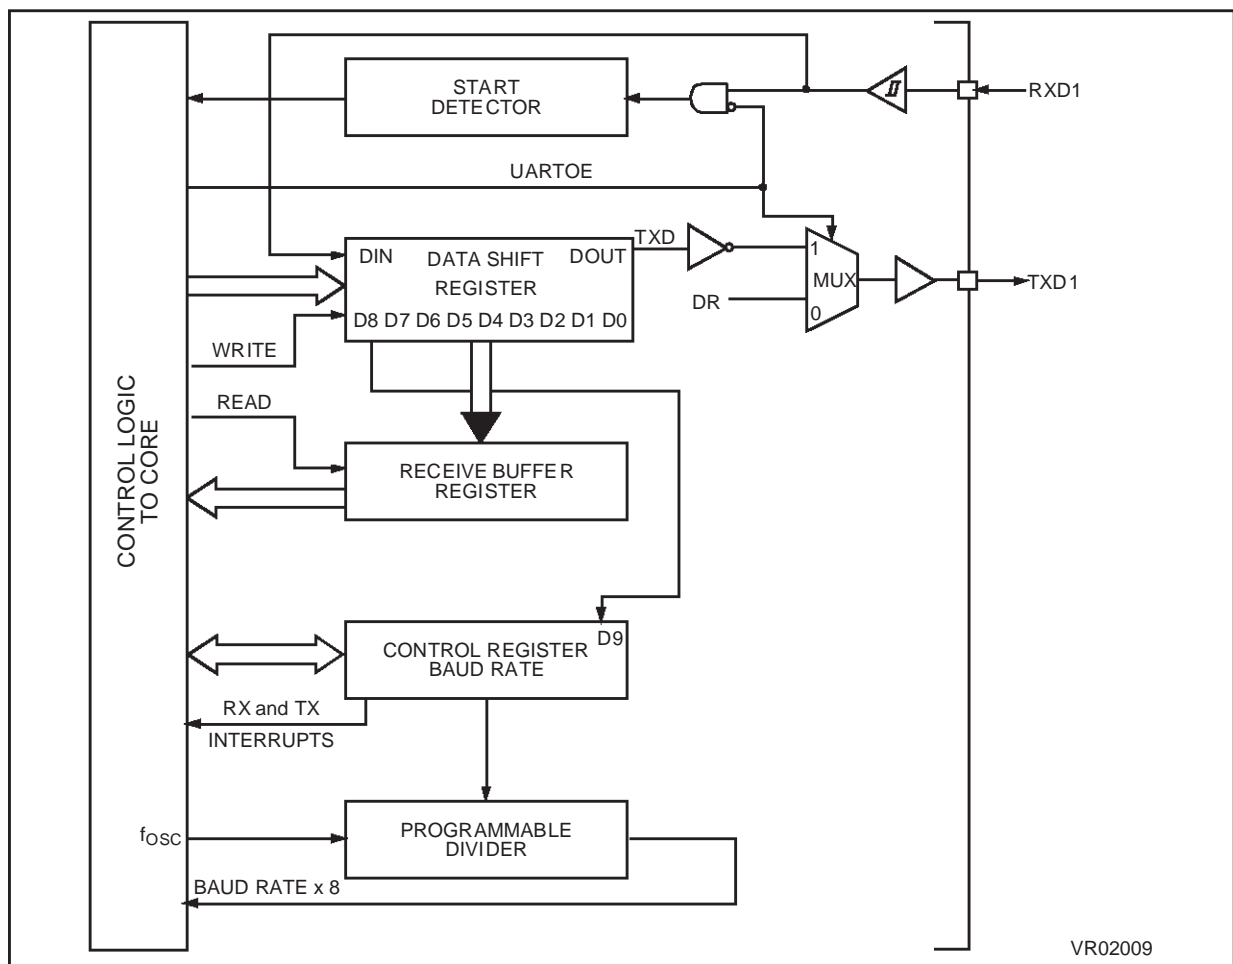 START
DETECTOR
RXD1
UARTOE
TXD
DIN
DATA SHIFT
REGISTER
DOUT
D8 D7 D6 D5 D4 D3 D2 D1 D0
1
MUX
0
DR
TXD1
WRITE
READ
CONTROL LOGIC
TO CORE
RECEIVE BUFFER
REGISTER
D9
CONTROL REGISTER
BAUD RATE
RX and TX
INTERRUPTS
fOSC
PROGRAMMABLE
DIVIDER
BAUD RATE x 8
VR02009